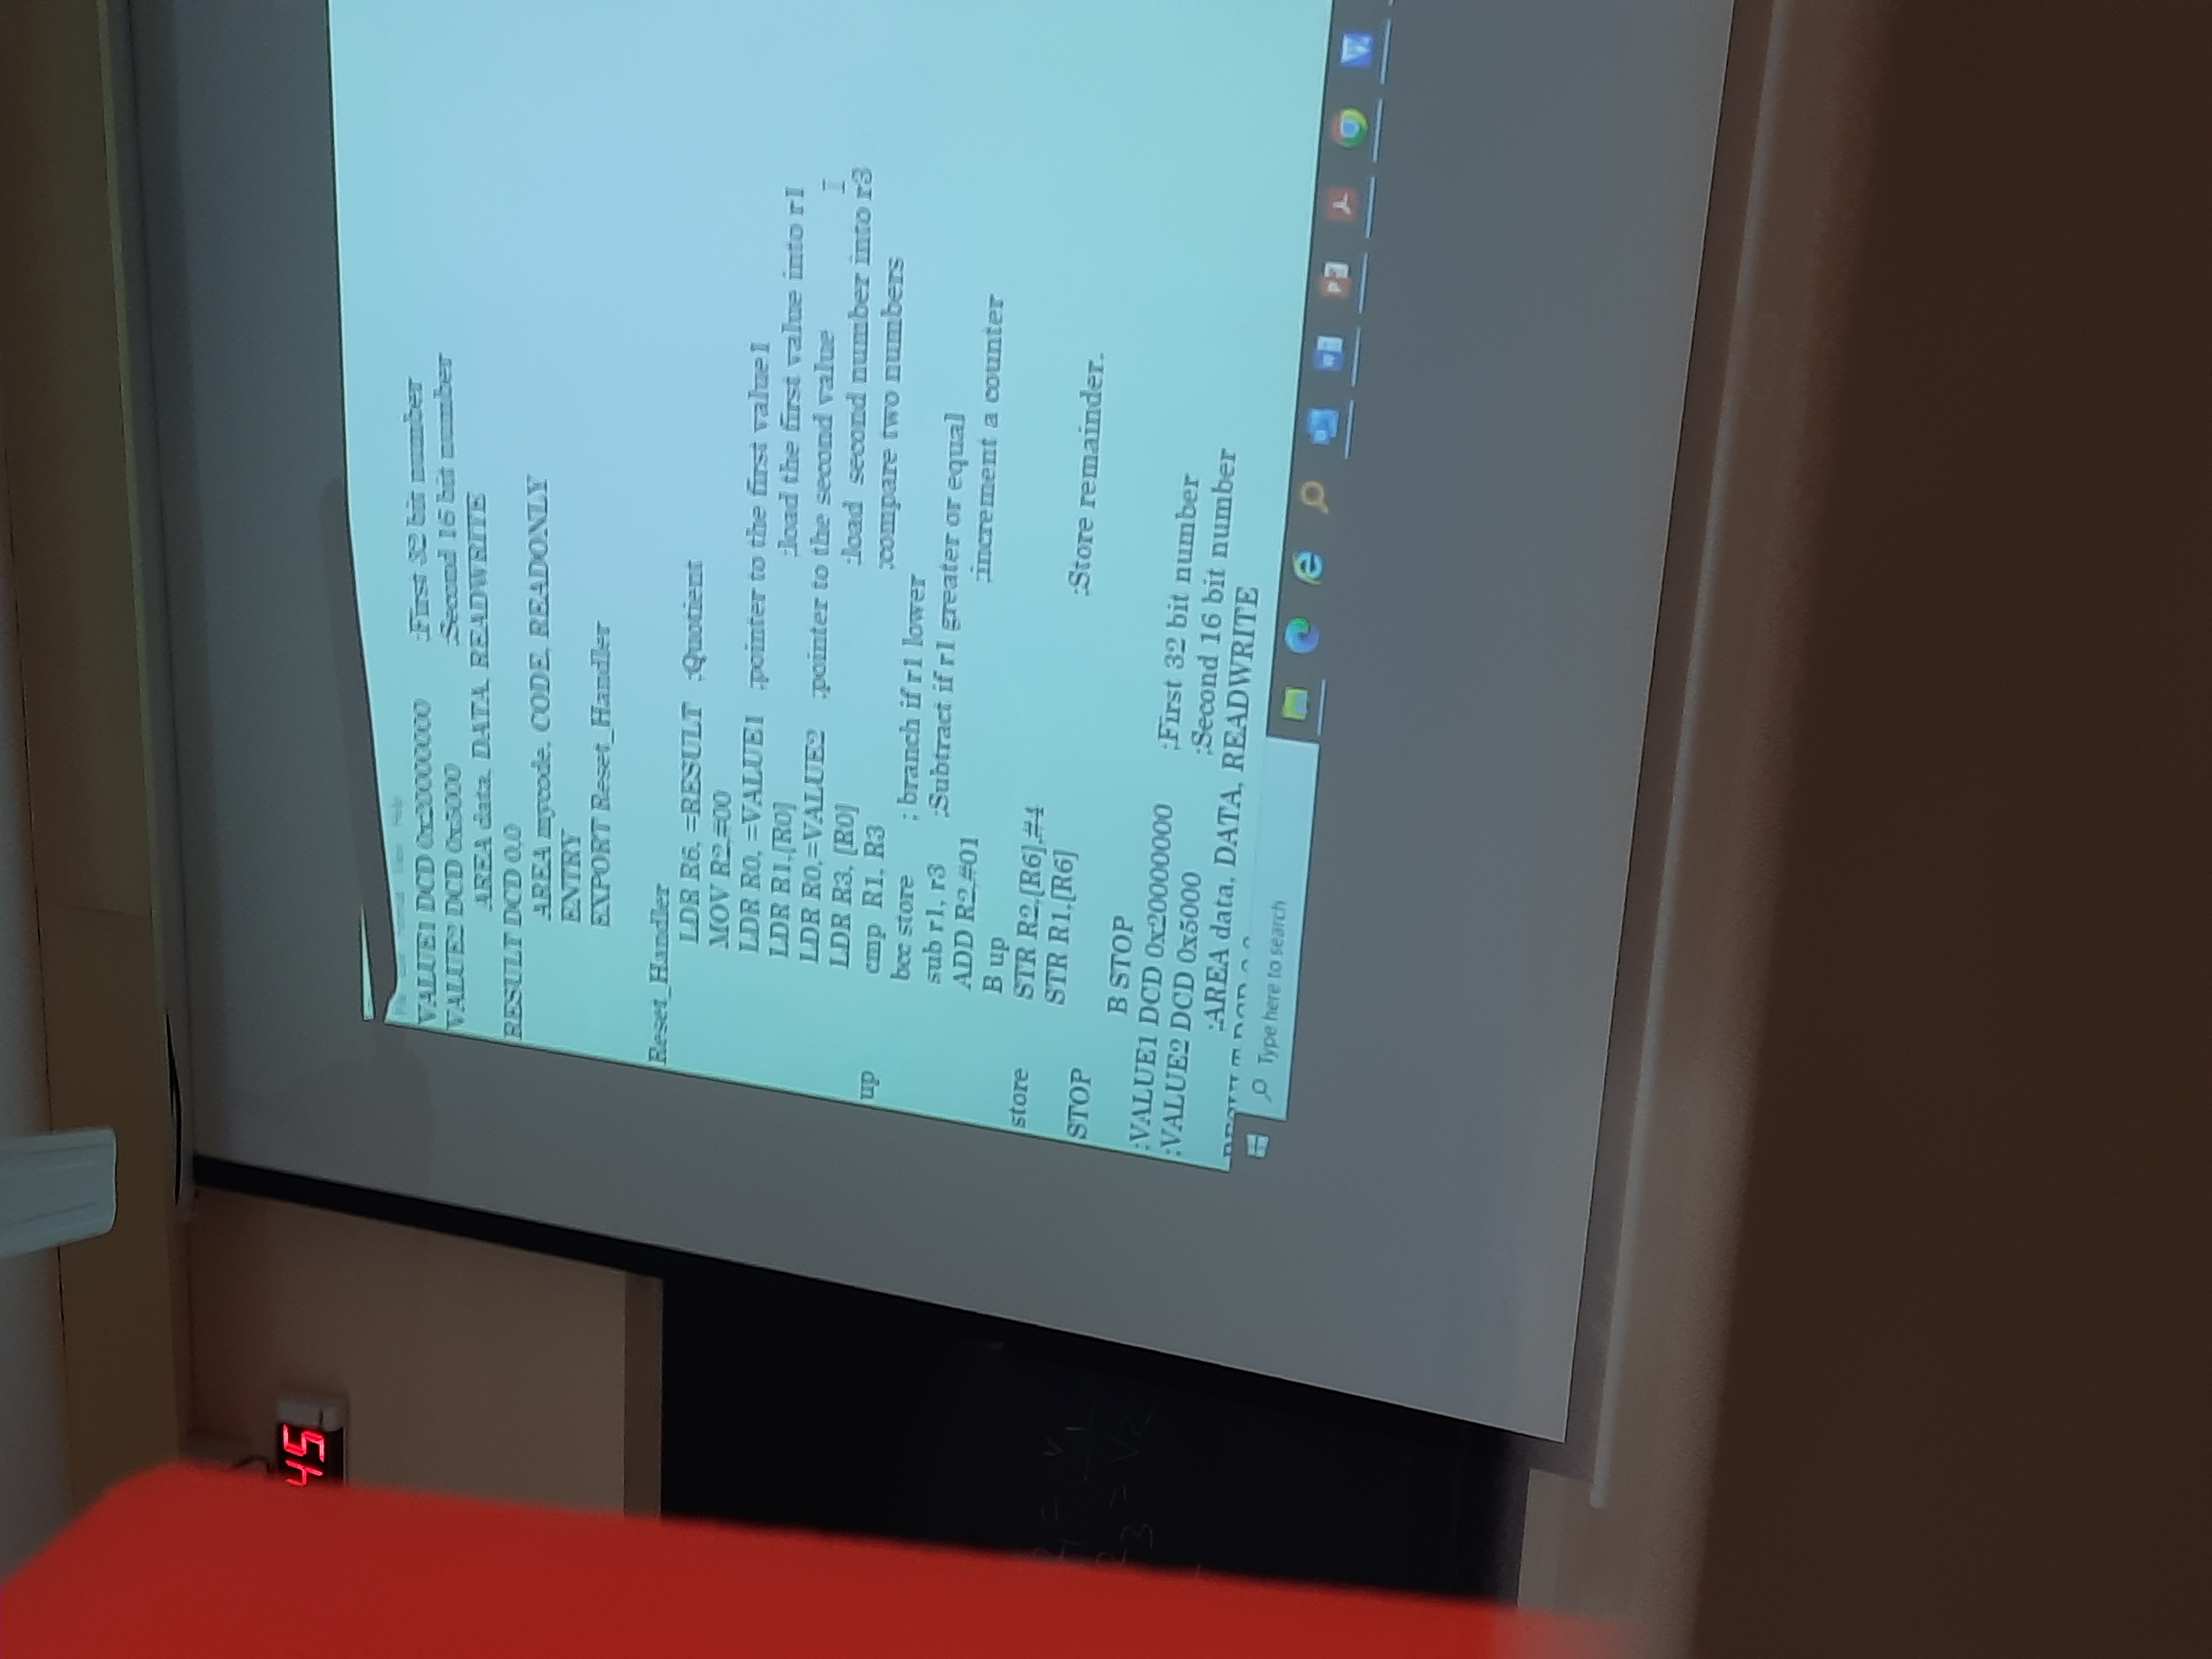 45
File Edit Format View Help
VALUE1 DCD 0x20000000 ;First 32 bit number
VALUE2 DCD 0x5000 ;Second 16 bit number
AREA data, DATA, READWRITE
RESULT DCD 0,0
AREA mycode, CODE, READONLY
ENTRY
EXPORT Reset_Handler
Reset_Handler
LDR R6, =RESULT ;Quotient
MOV R2,#00
LDR R0, =VALUE1 ;pointer to the first value1
LDR R1,[R0] ;load the first value into r1
LDR R0,=VALUE2 ;pointer to the second value
LDR R3, [R0] ;load second number into r3
up cmp R1, R3 ;compare two numbers
bcc store ; branch if r1 lower
sub r1, r3 ;Subtract if r1 greater or equal
ADD R2,#01 ;increment a counter
B up
store STR R2,[R6],#4
STR R1,[R6] ;Store remainder.
STOP
B STOP
;VALUE1 DCD 0x20000000 ;First 32 bit number
;VALUE2 DCD 0x5000 ;Second 16 bit number
;AREA data, DATA, READWRITE
Type here to search